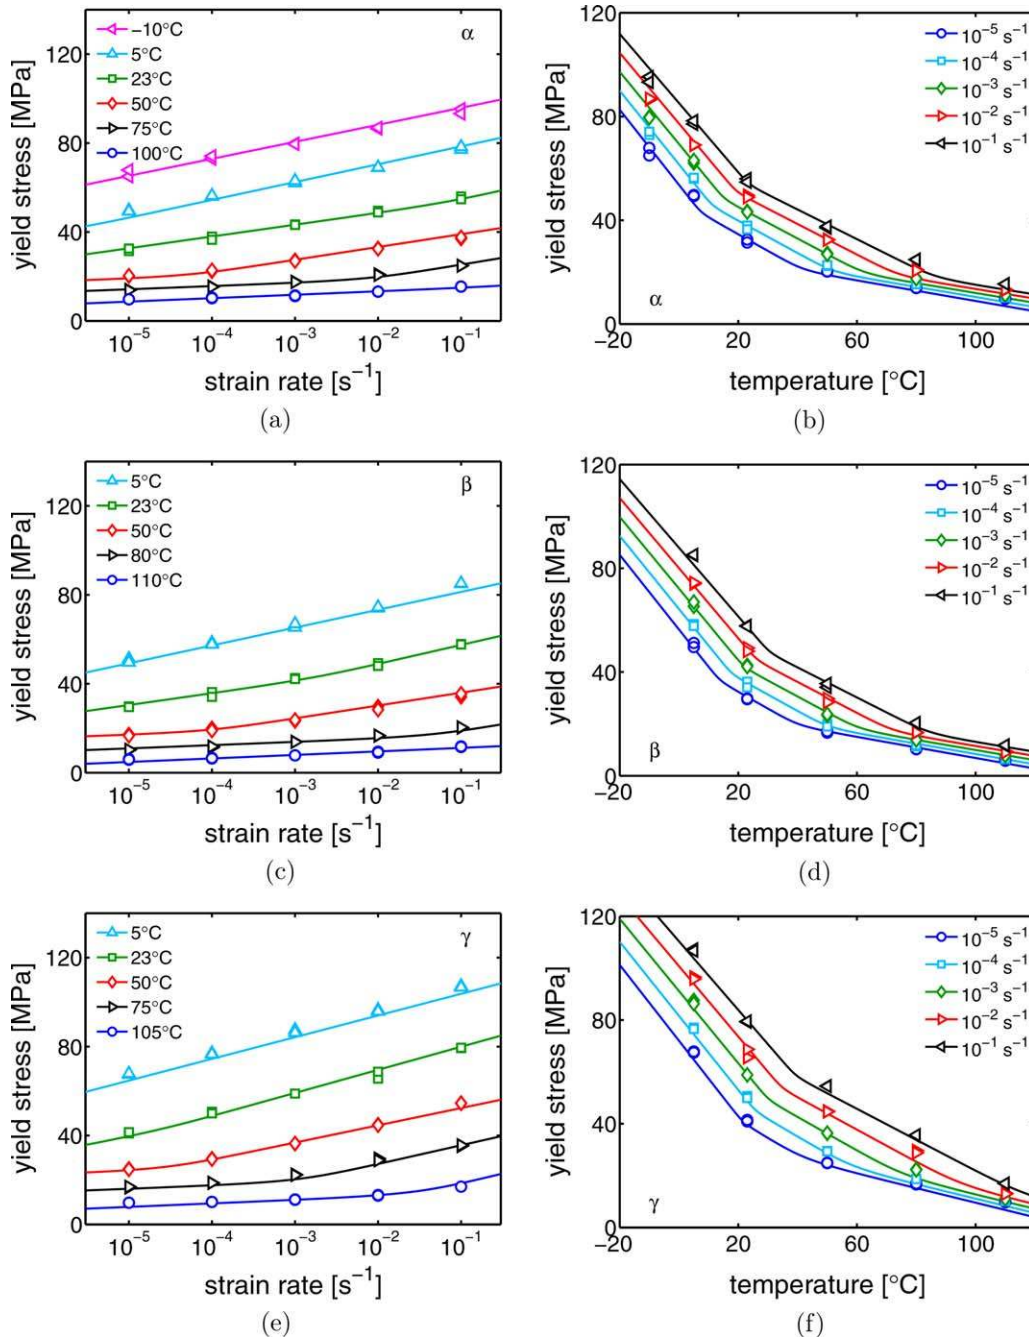 120
80
40
0
yield stress [MPa]
−10°C
5°C
23°C
50°C
75°C
100°C
α
10⁻⁵ 10⁻⁴ 10⁻³ 10⁻² 10⁻¹
strain rate [s⁻¹]
(a)
120
80
40
0
yield stress [MPa]
10⁻⁵ s⁻¹
10⁻⁴ s⁻¹
10⁻³ s⁻¹
10⁻² s⁻¹
10⁻¹ s⁻¹
α
−20 20 60 100
temperature [°C]
(b)
120
80
40
0
yield stress [MPa]
5°C
23°C
50°C
80°C
110°C
β
10⁻⁵ 10⁻⁴ 10⁻³ 10⁻² 10⁻¹
strain rate [s⁻¹]
(c)
120
80
40
0
yield stress [MPa]
10⁻⁵ s⁻¹
10⁻⁴ s⁻¹
10⁻³ s⁻¹
10⁻² s⁻¹
10⁻¹ s⁻¹
β
−20 20 60 100
temperature [°C]
(d)
120
80
40
0
yield stress [MPa]
5°C
23°C
50°C
75°C
105°C
γ
10⁻⁵ 10⁻⁴ 10⁻³ 10⁻² 10⁻¹
strain rate [s⁻¹]
(e)
120
80
40
0
yield stress [MPa]
10⁻⁵ s⁻¹
10⁻⁴ s⁻¹
10⁻³ s⁻¹
10⁻² s⁻¹
10⁻¹ s⁻¹
γ
−20 20 60 100
temperature [°C]
(f)